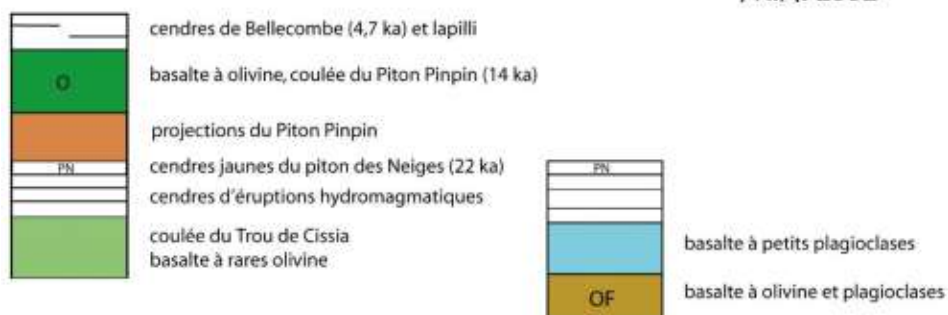 cendres de Bellecombe (4,7 ka) et lapilli
O
basalte à olivine, coulée du Piton Pinpin (14 ka)
projections du Piton Pinpin
PN
cendres jaunes du piton des Neiges (22 ka)
PN
cendres d'éruptions hydromagmatiques
coulée du Trou de Cissia
basalte à rares olivine
basalte à petits plagioclases
OF
basalte à olivine et plagioclases